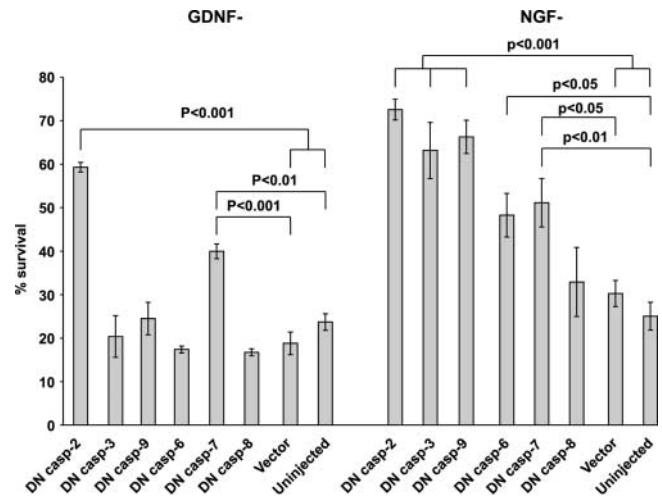 GDNF-
NGF-
p<0.001
p<0.05
P<0.001
p<0.05
p<0.01
P<0.01
P<0.001
% survival
80
70
60
50
40
30
20
10
0
DN casp-2
DN casp-3
DN casp-9
DN casp-6
DN casp-7
DN casp-8
Vector
Uninjected
DN casp-2
DN casp-3
DN casp-9
DN casp-6
DN casp-7
DN casp-8
Vector
Uninjected